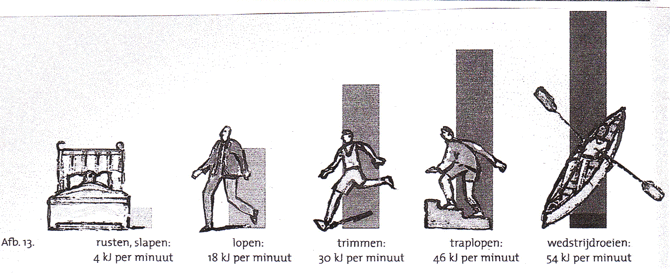 Afb. 13.
rusten, slapen:
4 kJ per minuut
lopen:
18 kJ per minuut
trimmen:
30 kJ per minuut
traplopen:
46 kJ per minuut
wedstrijdroeien:
54 kJ per minuut